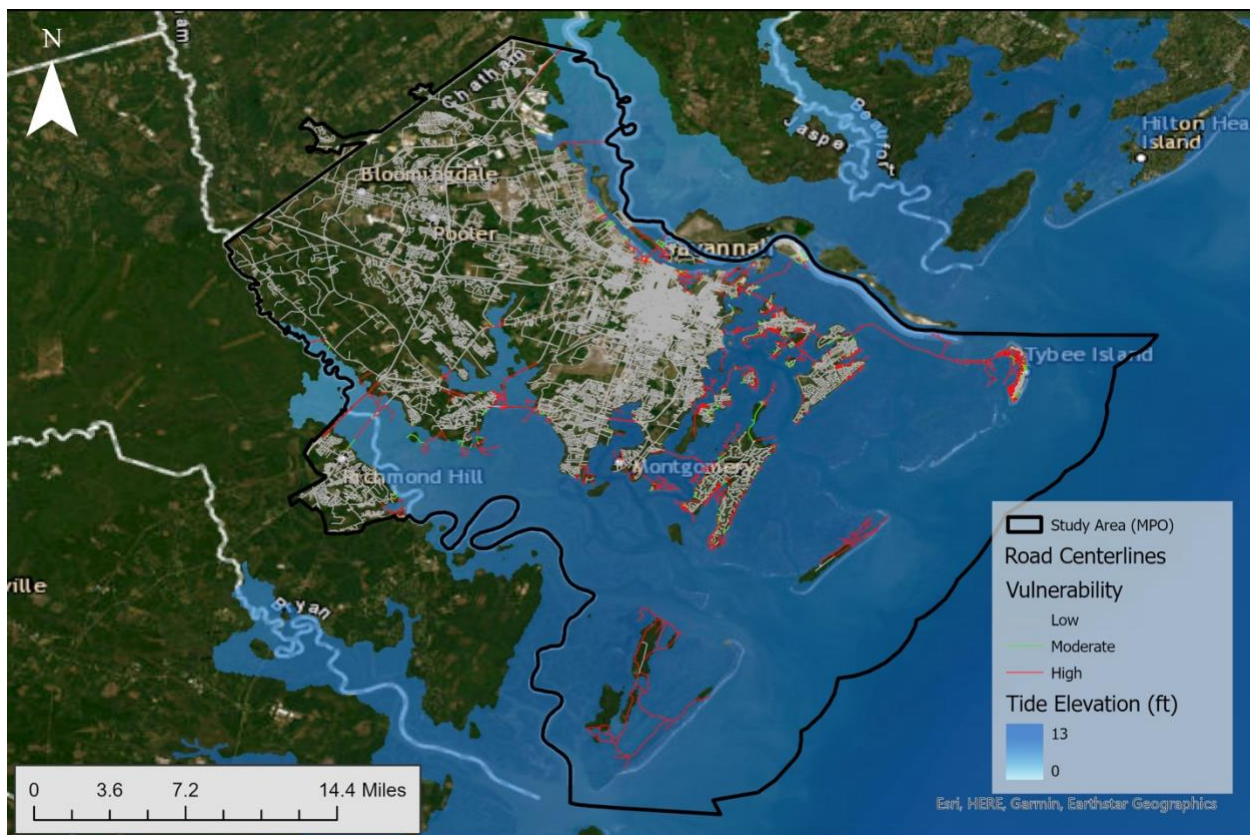 N
ham
Chatham
Bloomingdale
Pooler
Savannah
Beaufort
Jasper
Hilton Hea
Island
Tybee Island
Richmond Hill
Montgomery
ville
Bryan
Study Area (MPO)
Road Centerlines
Vulnerability
Low
Moderate
High
Tide Elevation (ft)
13
0
0 3.6 7.2 14.4 Miles
Esri, HERE, Garmin, Earthstar Geographics